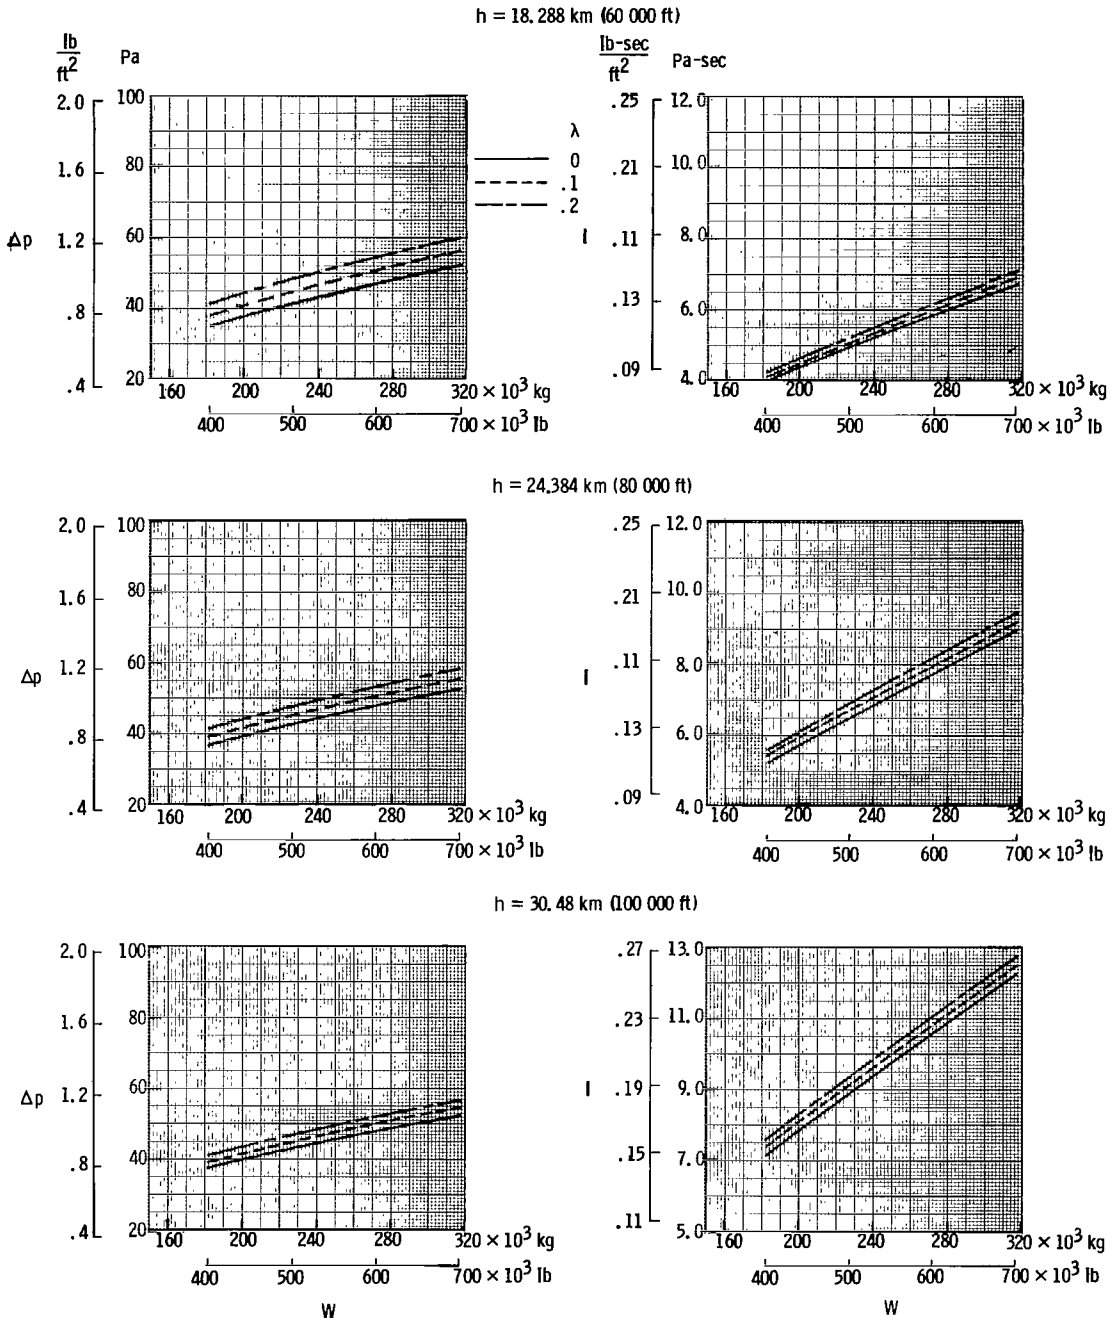 h = 18.288 km (60 000 ft)
lb/ft² Pa lb-sec/ft² Pa-sec
2.0 100 .25 12.0
λ
0
1.6 80 .1 .21 10.0
.2
Δp 1.2 60 I .11 8.0
.8 40 .13 6.0
.4 20 .09 4.0
160 200 240 280 320 × 10³ kg 160 200 240 280 320 × 10³ kg
400 500 600 700 × 10³ lb 400 500 600 700 × 10³ lb
h = 24.384 km (80 000 ft)
2.0 100 .25 12.0
1.6 80 .21 10.0
Δp 1.2 60 I .11 8.0
.8 40 .13 6.0
.4 20 .09 4.0
160 200 240 280 320 × 10³ kg 160 200 240 280 320 × 10³ kg
400 500 600 700 × 10³ lb 400 500 600 700 × 10³ lb
h = 30.48 km (100 000 ft)
2.0 100 .27 13.0
1.6 80 .23 11.0
Δp 1.2 60 I .19 9.0
.8 40 .15 7.0
.4 20 .11 5.0
160 200 240 280 320 × 10³ kg 160 200 240 280 320 × 10³ kg
400 500 600 700 × 10³ lb 400 500 600 700 × 10³ lb
W W